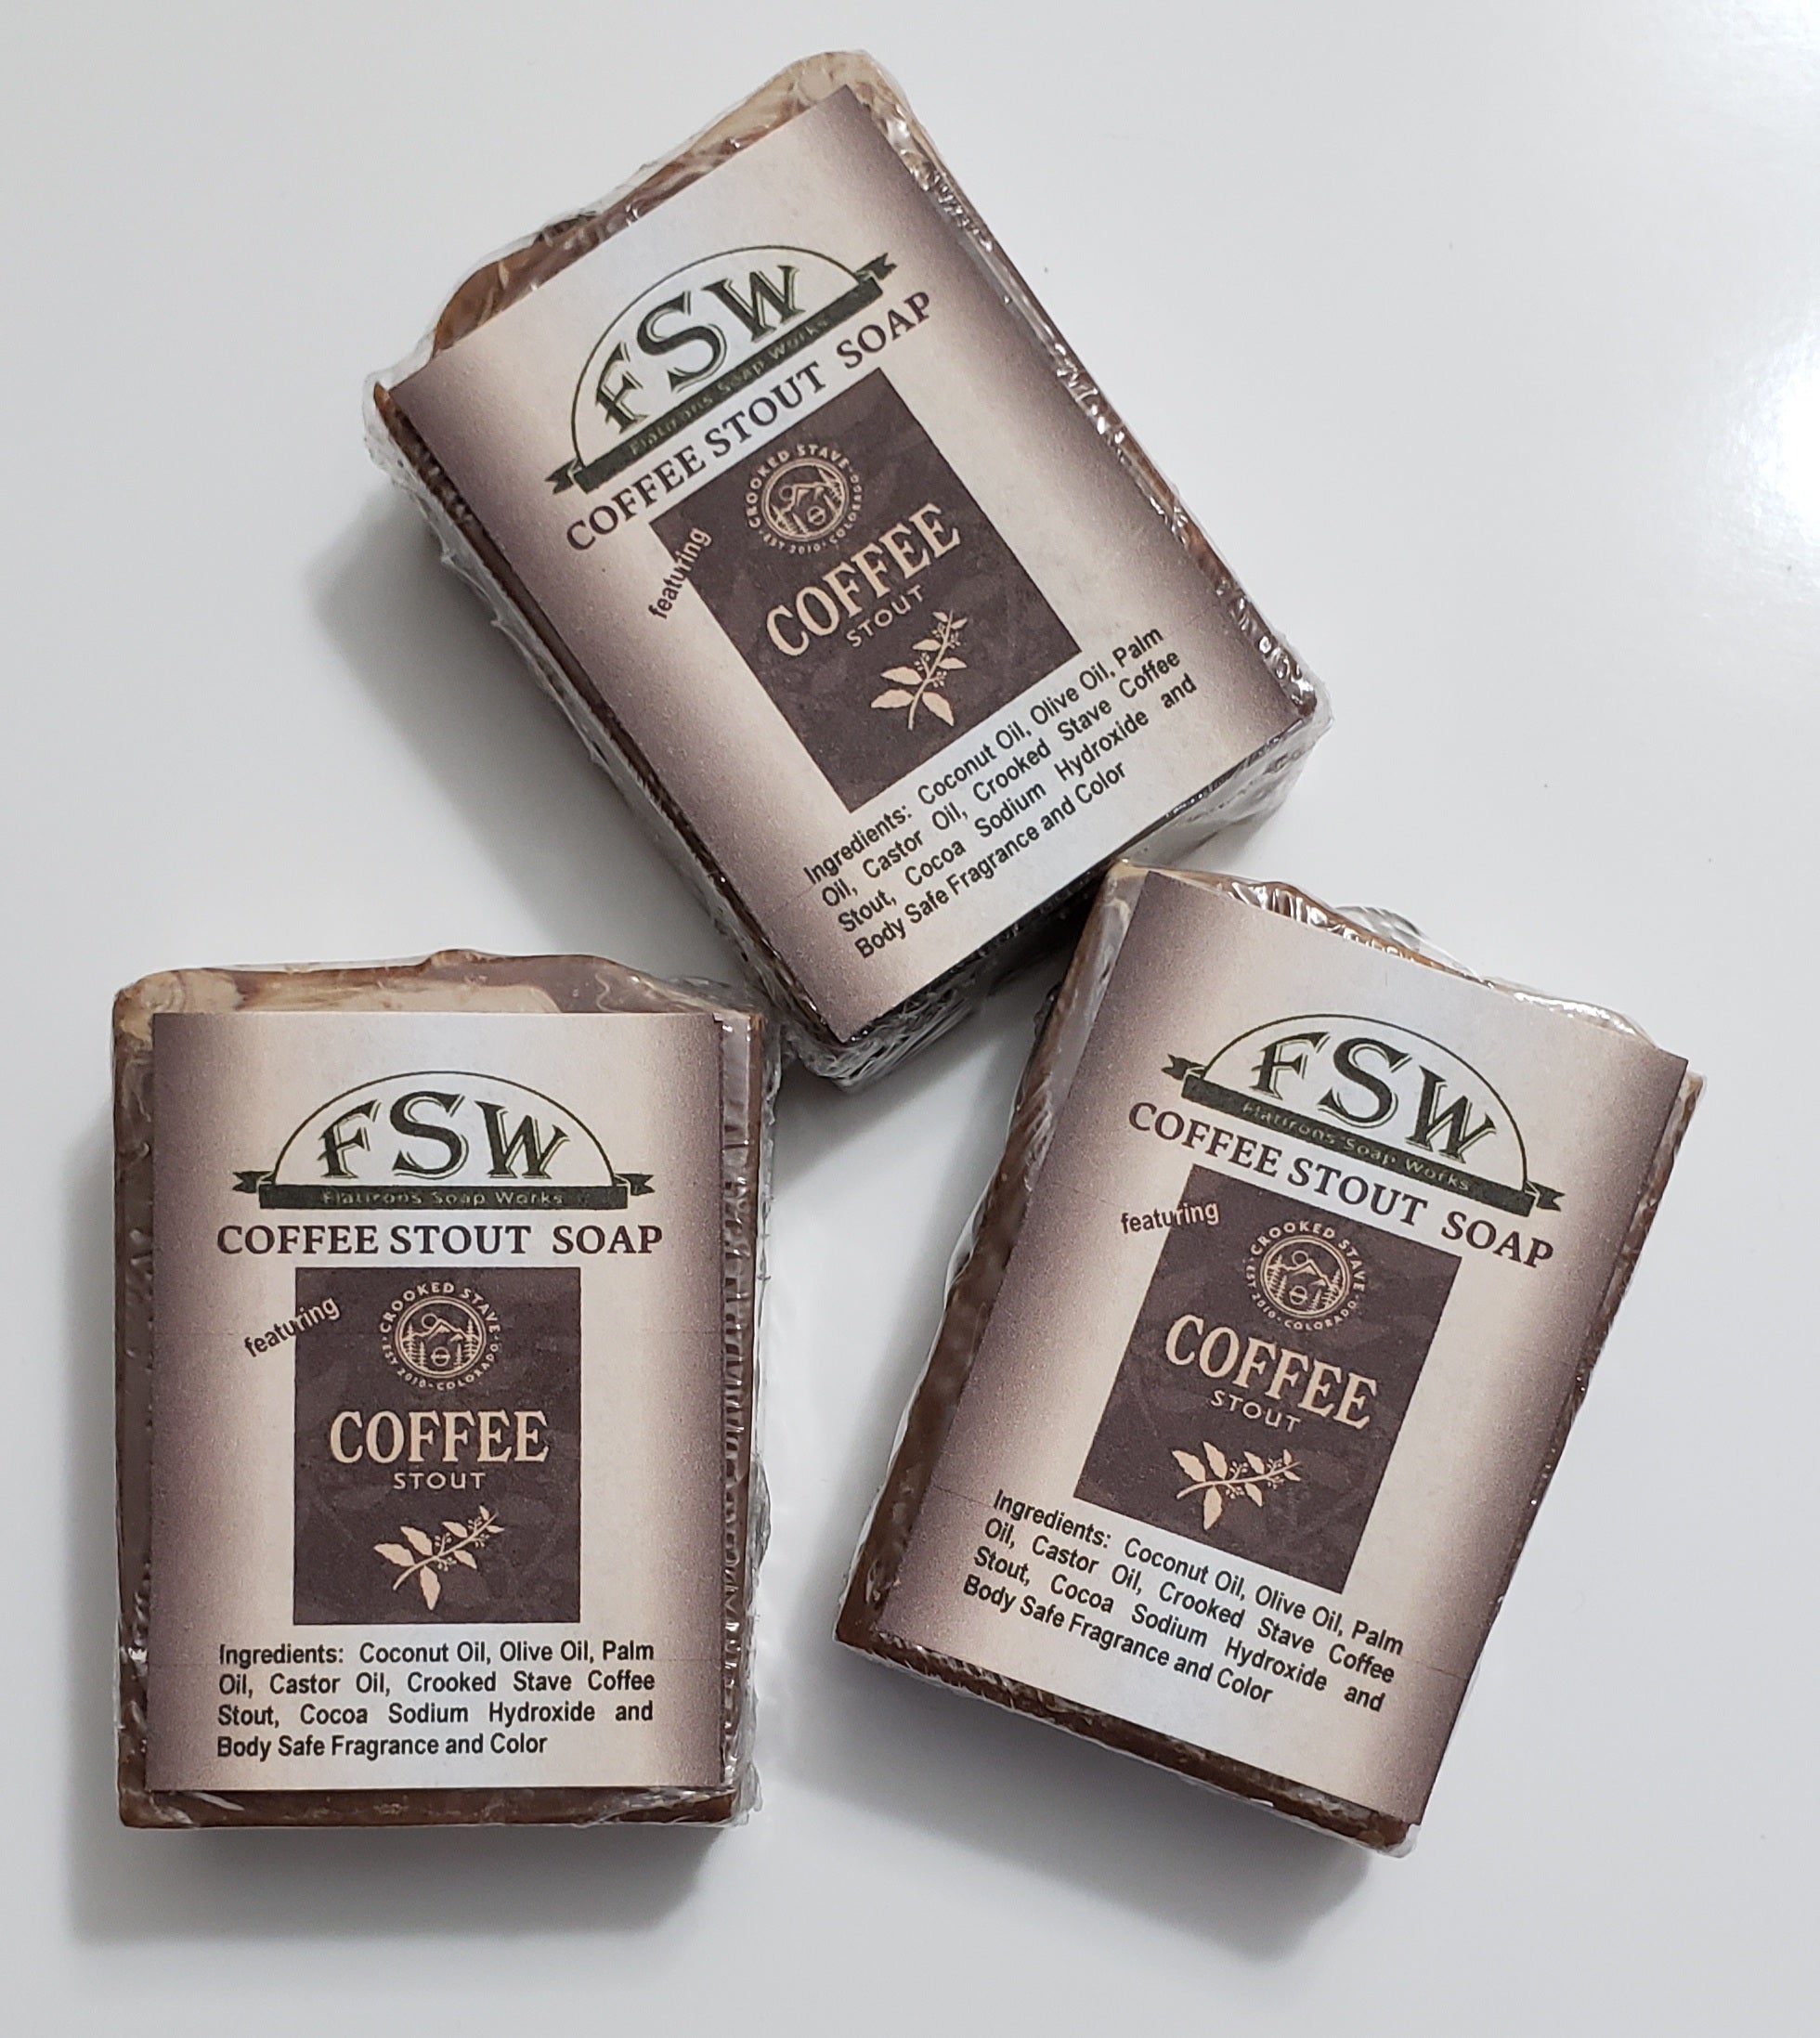 FSW
Flatirons Soap Works
COFFEE STOUT SOAP
featuring
CROOKED STAVE
EST 2010 · COLORADO
COFFEE
STOUT
Ingredients: Coconut Oil, Olive Oil, Palm
Oil, Castor Oil, Crooked Stave Coffee
Stout, Cocoa Sodium Hydroxide and
Body Safe Fragrance and Color
FSW
Flatirons Soap Works
COFFEE STOUT SOAP
featuring
CROOKED STAVE
EST 2010 · COLORADO
COFFEE
STOUT
Ingredients: Coconut Oil, Olive Oil, Palm
Oil, Castor Oil, Crooked Stave Coffee
Stout, Cocoa Sodium Hydroxide and
Body Safe Fragrance and Color
FSW
Flatirons Soap Works
COFFEE STOUT SOAP
featuring
CROOKED STAVE
EST 2010 · COLORADO
COFFEE
STOUT
Ingredients: Coconut Oil, Olive Oil, Palm
Oil, Castor Oil, Crooked Stave Coffee
Stout, Cocoa Sodium Hydroxide and
Body Safe Fragrance and Color